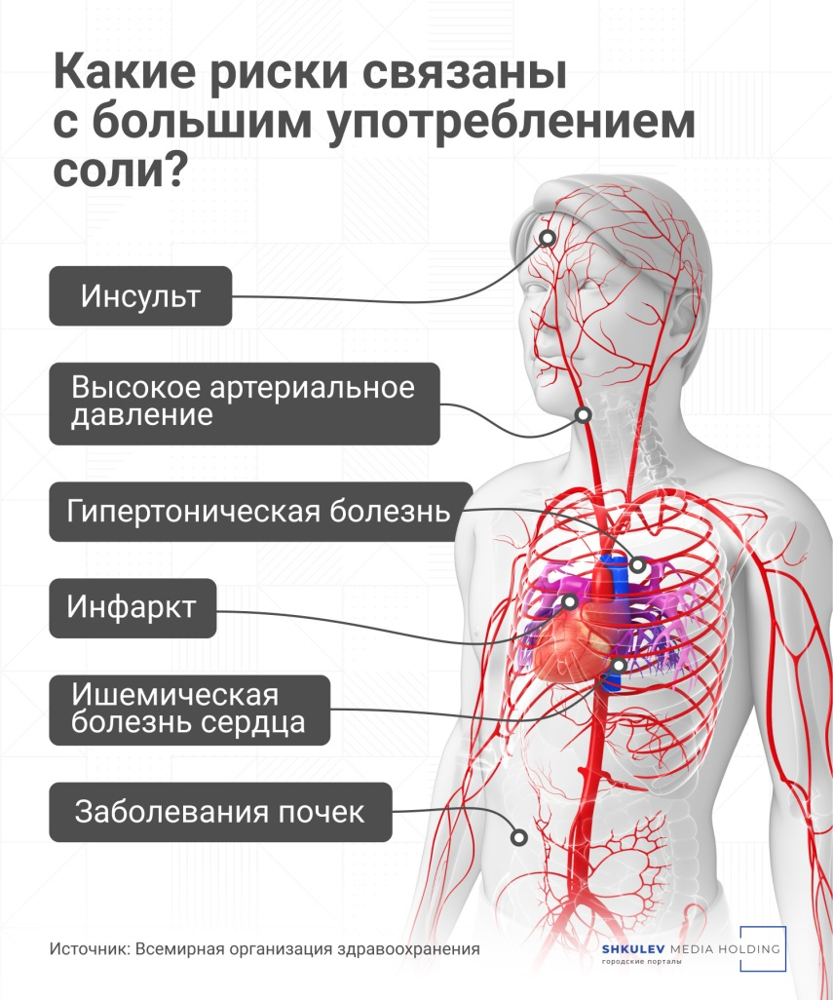 Какие риски связаны
с большим употреблением
соли?
Инсульт
Высокое артериальное
давление
Гипертоническая болезнь
Инфаркт
Ишемическая
болезнь сердца
Заболевания почек
Источник: Всемирная организация здравоохранения
SHKULEV MEDIA HOLDING
городские порталы